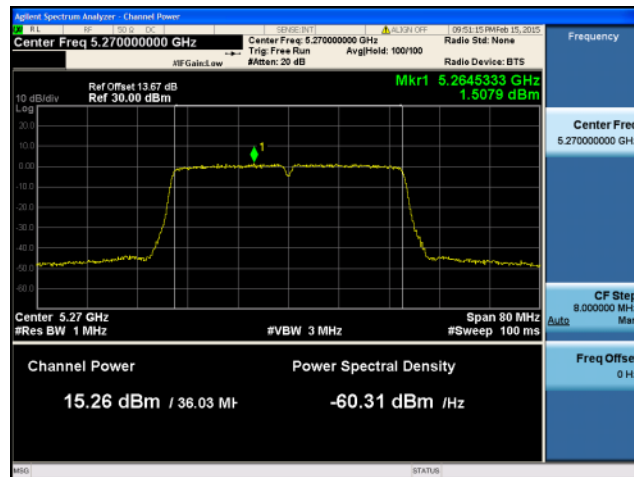 Agilent Spectrum Analyzer - Channel Power
RL RF 50 Ω DC SENSE:INT ALIGN OFF 09:51:15 PM Feb 15, 2015
Center Freq 5.270000000 GHz
Center Freq: 5.270000000 GHz
Radio Std: None
Trig: Free Run Avg|Hold: 100/100
#IFGain:Low #Atten: 20 dB Radio Device: BTS
Ref Offset 13.67 dB
Mkr1 5.2645333 GHz
10 dB/div Ref 30.00 dBm 1.5079 dBm
Log
20.0
10.0
0.00
-10.0
-20.0
-30.0
-40.0
-50.0
-60.0
1
Center 5.27 GHz Span 80 MHz
#Res BW 1 MHz #VBW 3 MHz #Sweep 100 ms
Channel Power Power Spectral Density
15.26 dBm / 36.03 MH -60.31 dBm /Hz
Frequency
Center Freq
5.270000000 GH
CF Step
8.000000 MH
Auto Man
Freq Offset
0 H
MSG STATUS